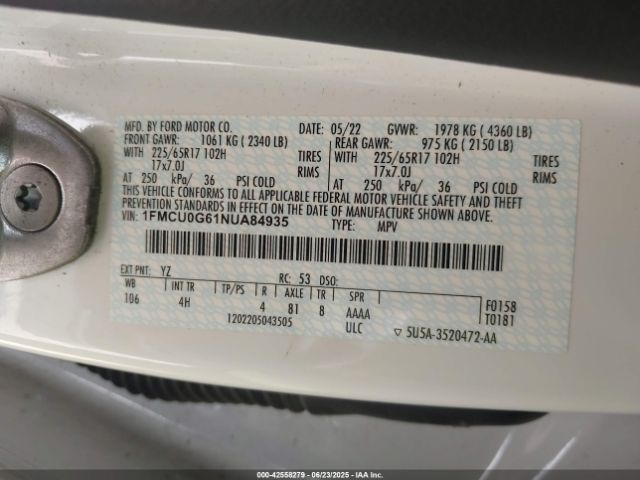 MFD. BY FORD MOTOR CO. DATE: 05/22 GVWR: 1978 KG ( 4360 LB)
FRONT GAWR: 1061 KG ( 2340 LB) REAR GAWR: 975 KG ( 2150 LB)
WITH 225/65R17 102H TIRES WITH 225/65R17 102H TIRES
17x7.0J RIMS 17x7.0J RIMS
AT 250 kPa/ 36 PSI COLD AT 250 kPa/ 36 PSI COLD
THIS VEHICLE CONFORMS TO ALL APPLICABLE FEDERAL MOTOR VEHICLE SAFETY AND THEFT
PREVENTION STANDARDS IN EFFECT ON THE DATE OF MANUFACTURE SHOWN ABOVE.
VIN: 1FMCU0G61NUA84935 TYPE: MPV
EXT PNT: YZ RC: 53 DSO:
WB INT TR TP/PS R AXLE TR SPR F0158
106 4H 4 81 8 AAAA T0181
1202205043505 ULC ▽ 5U5A-3520472-AA
00-42558279 - 06/23/2025 - COPYRIGHT IAA, Inc.